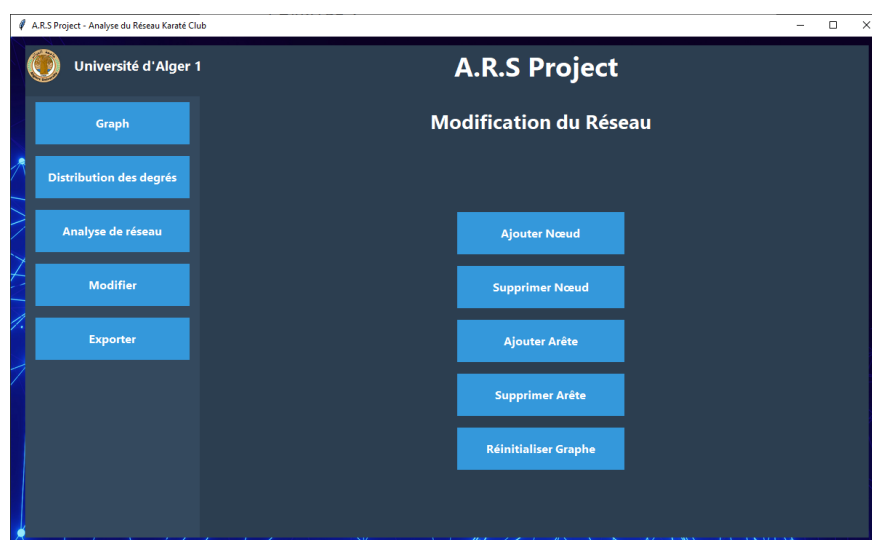 A.R.S Project - Analyse du Réseau Karaté Club
Université d'Alger 1
A.R.S Project
Graph
Distribution des degrés
Analyse de réseau
Modifier
Exporter
Modification du Réseau
Ajouter Nœud
Supprimer Nœud
Ajouter Arête
Supprimer Arête
Réinitialiser Graphe